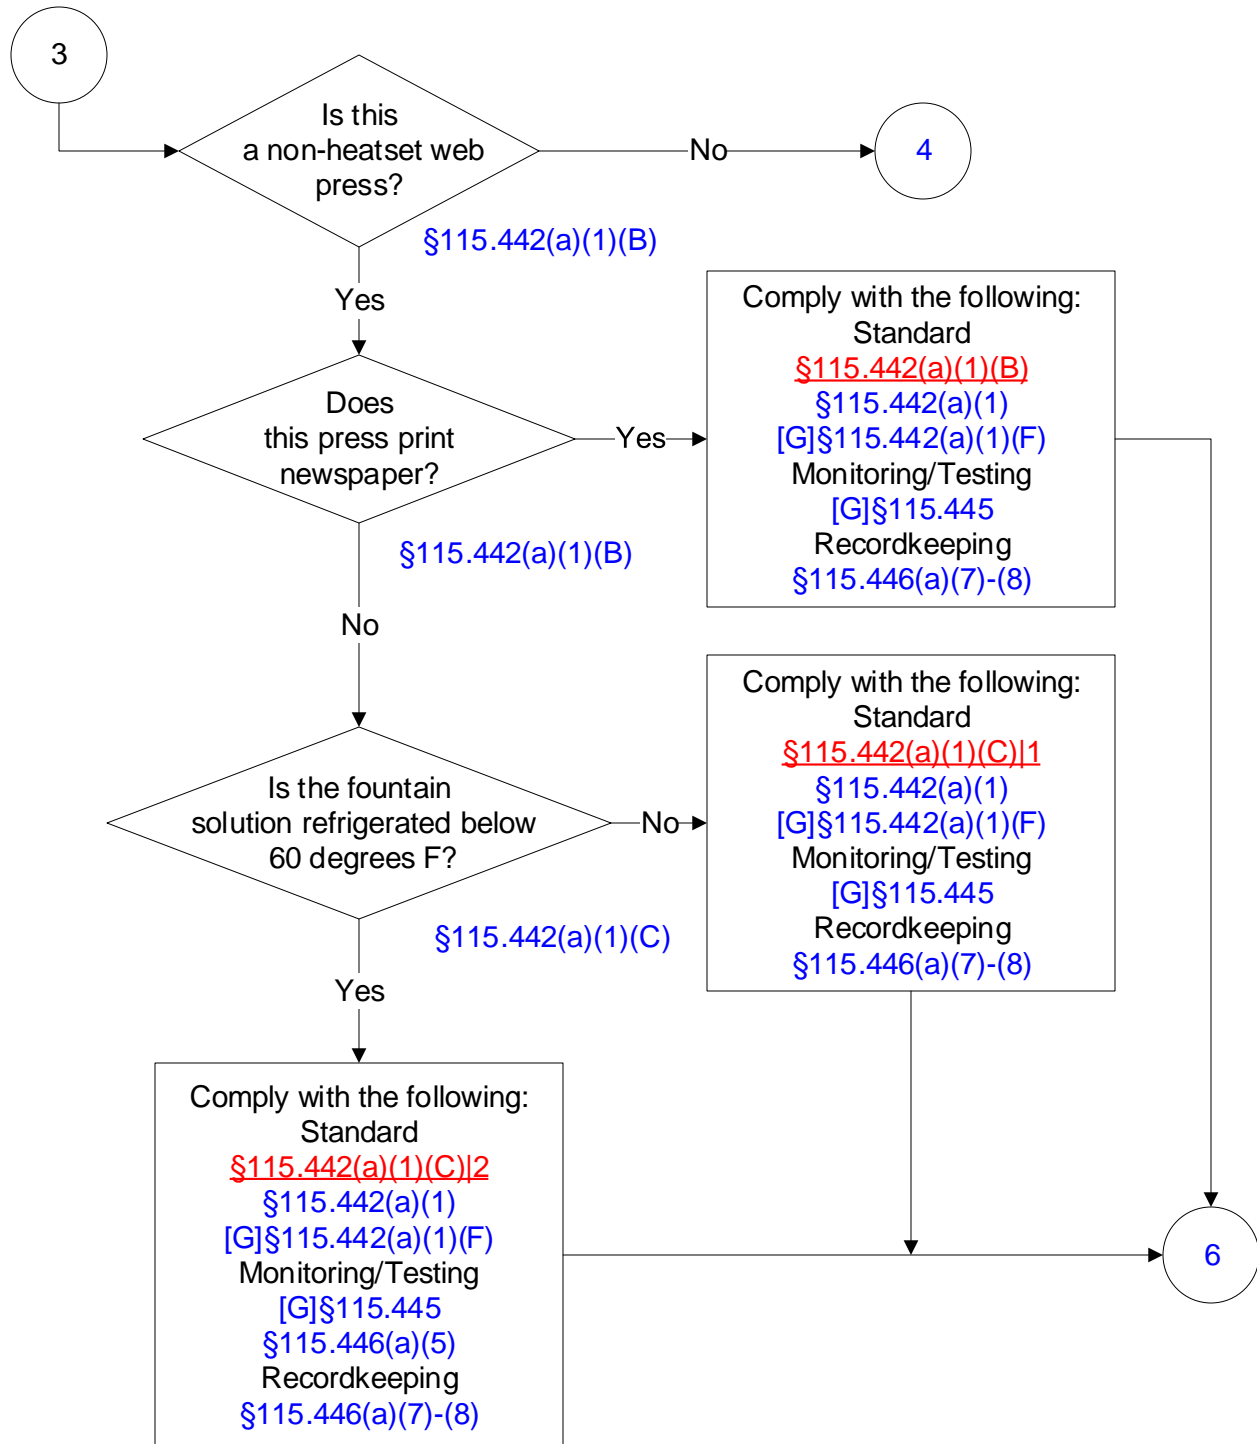 3
Is this
a non-heatset web
press?
No
4
§115.442(a)(1)(B)
Yes
Does
this press print
newspaper?
Yes
§115.442(a)(1)(B)
Comply with the following:
Standard
§115.442(a)(1)(B)
§115.442(a)(1)
[G]§115.442(a)(1)(F)
Monitoring/Testing
[G]§115.445
Recordkeeping
§115.446(a)(7)-(8)
No
Is the fountain
solution refrigerated below
60 degrees F?
No
§115.442(a)(1)(C)
Comply with the following:
Standard
§115.442(a)(1)(C)|1
§115.442(a)(1)
[G]§115.442(a)(1)(F)
Monitoring/Testing
[G]§115.445
Recordkeeping
§115.446(a)(7)-(8)
Yes
Comply with the following:
Standard
§115.442(a)(1)(C)|2
§115.442(a)(1)
[G]§115.442(a)(1)(F)
Monitoring/Testing
[G]§115.445
§115.446(a)(5)
Recordkeeping
§115.446(a)(7)-(8)
6